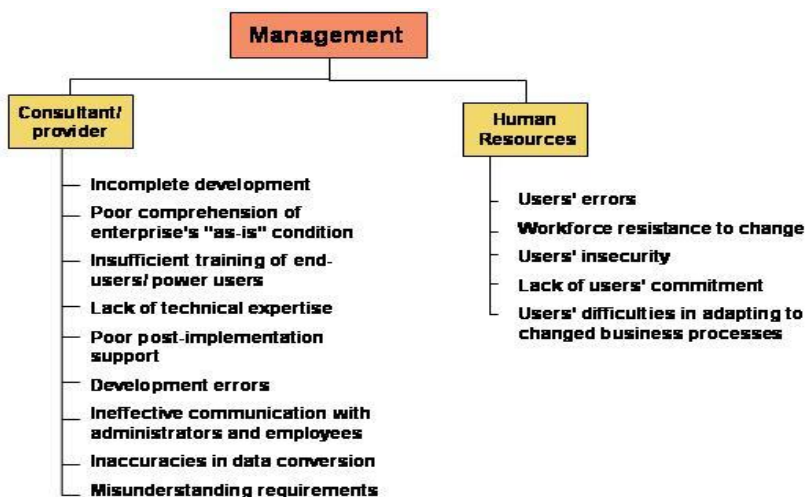 Management
Consultant/
provider
Incomplete development
Poor comprehension of
enterprise's "as-is" condition
Insufficient training of end-
users/ power users
Lack of technical expertise
Poor post-implementation
support
Development errors
Ineffective communication with
administrators and employees
Inaccuracies in data conversion
Misunderstanding requirements
Human
Resources
Users' errors
Workforce resistance to change
Users' insecurity
Lack of users' commitment
Users' difficulties in adapting to
changed business processes